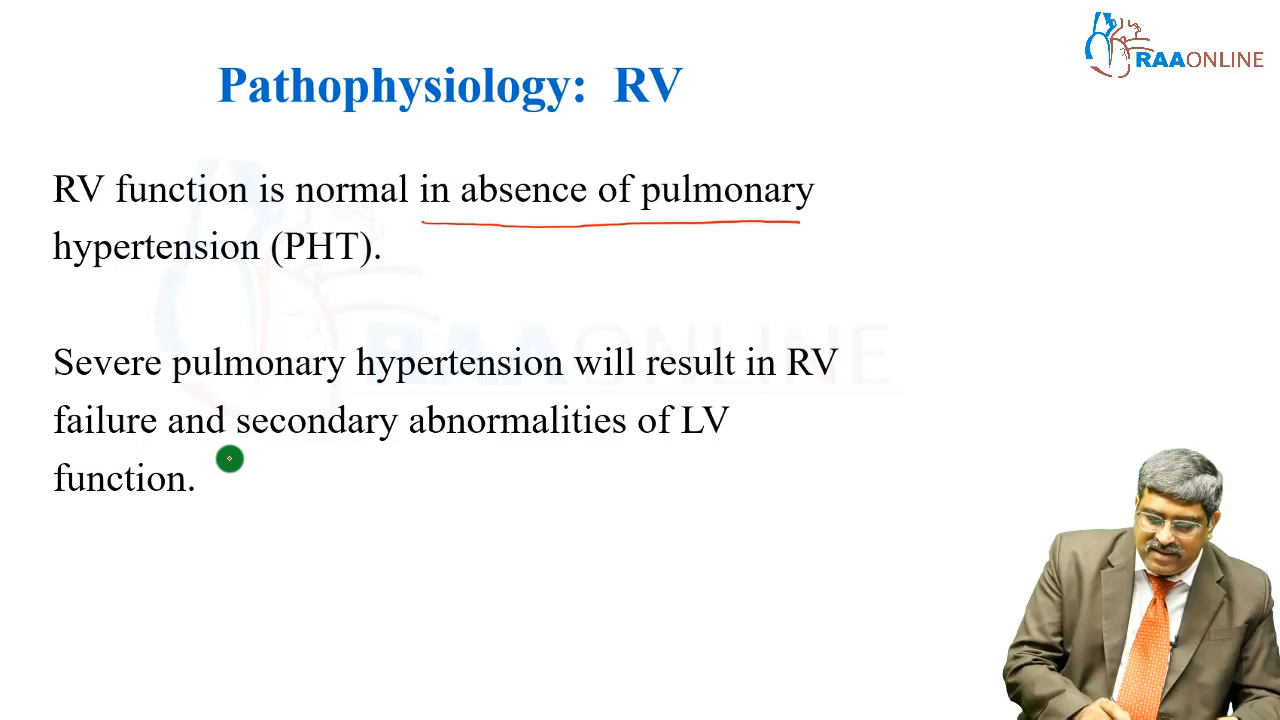 RAAONLINE
Pathophysiology: RV
RV function is normal in absence of pulmonary
hypertension (PHT).
RAAONLINE
Severe pulmonary hypertension will result in RV
failure and secondary abnormalities of LV
function.